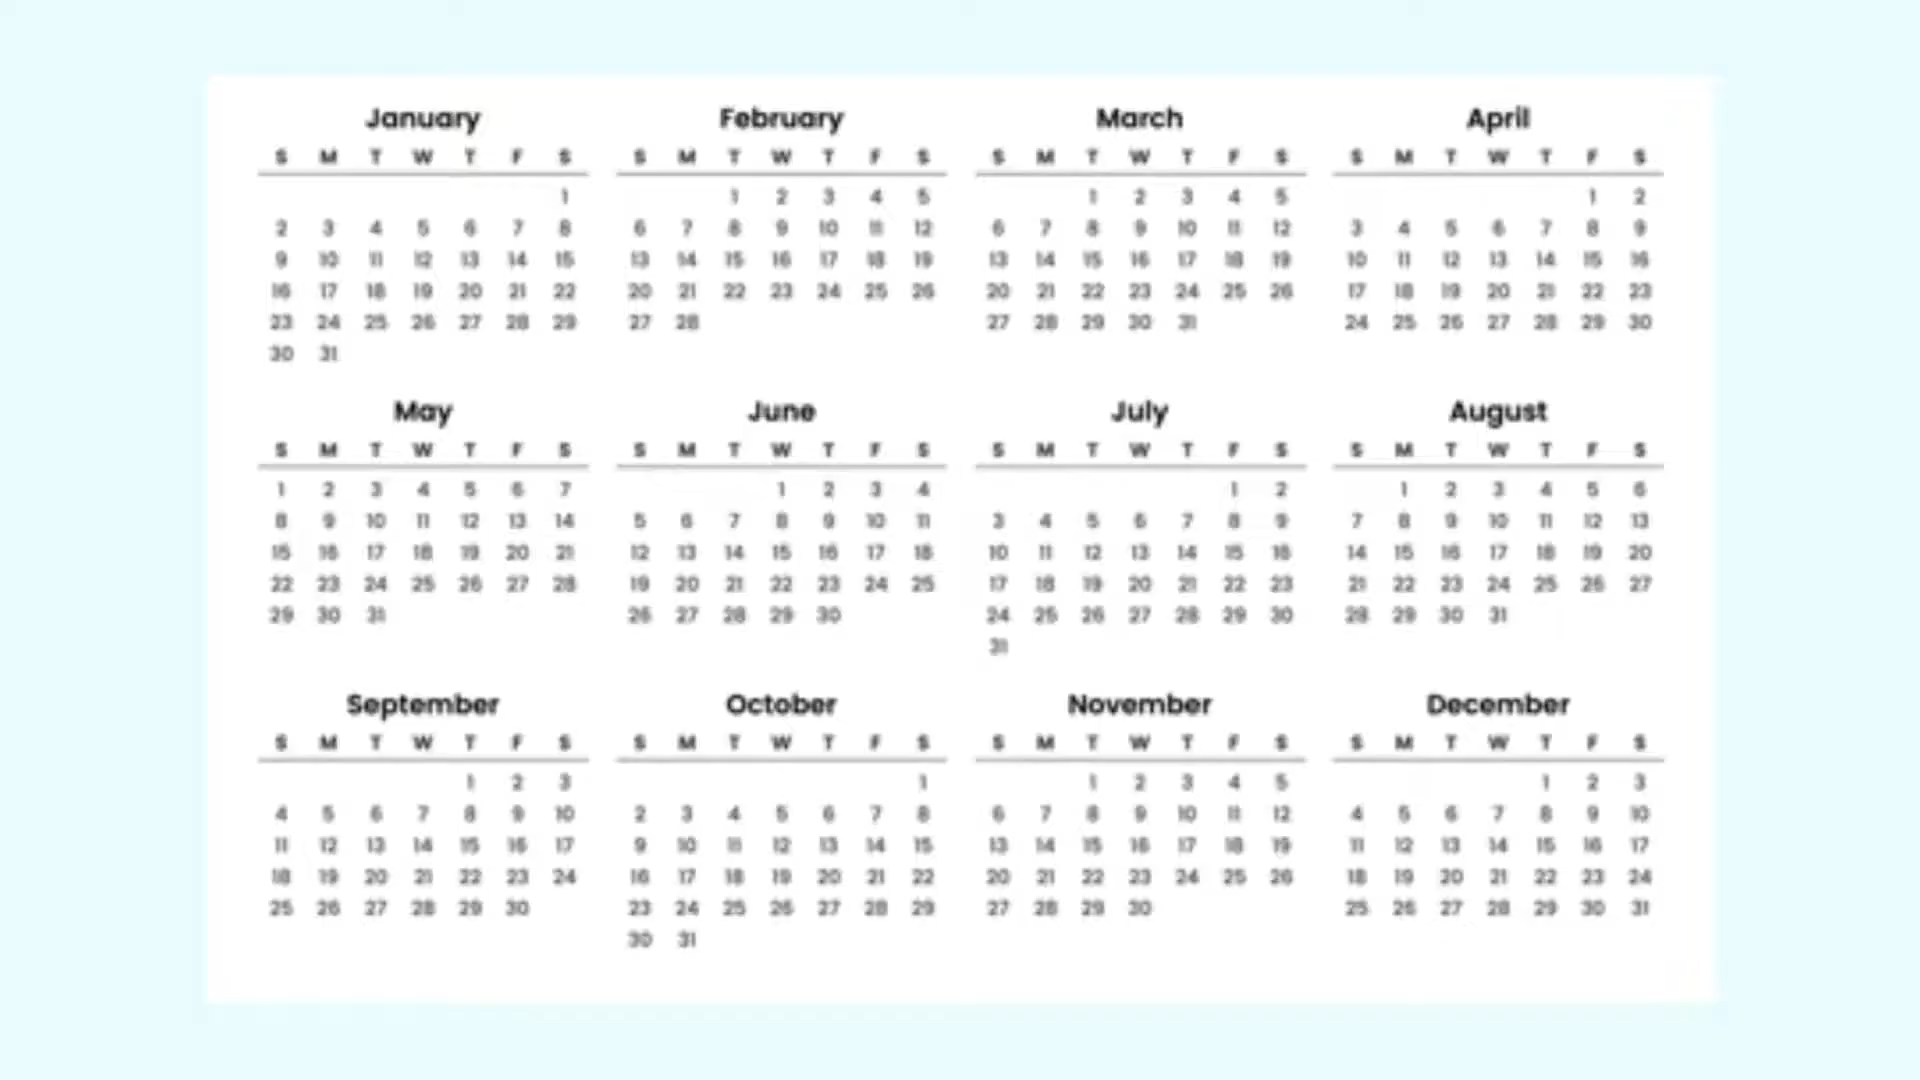 January February March April
S M T W T F S S M T W T F S S M T W T F S S M T W T F S
1 1 2 3 4 5 1 2 3 4 5 1 2
2 3 4 5 6 7 8 6 7 8 9 10 11 12 6 7 8 9 10 11 12 3 4 5 6 7 8 9
9 10 11 12 13 14 15 13 14 15 16 17 18 19 13 14 15 16 17 18 19 10 11 12 13 14 15 16
16 17 18 19 20 21 22 20 21 22 23 24 25 26 20 21 22 23 24 25 26 17 18 19 20 21 22 23
23 24 25 26 27 28 29 27 28 27 28 29 30 31 24 25 26 27 28 29 30
30 31
May June July August
S M T W T F S S M T W T F S S M T W T F S S M T W T F S
1 2 3 4 5 6 7 1 2 3 4 1 2 1 2 3 4 5 6
8 9 10 11 12 13 14 5 6 7 8 9 10 11 3 4 5 6 7 8 9 7 8 9 10 11 12 13
15 16 17 18 19 20 21 12 13 14 15 16 17 18 10 11 12 13 14 15 16 14 15 16 17 18 19 20
22 23 24 25 26 27 28 19 20 21 22 23 24 25 17 18 19 20 21 22 23 21 22 23 24 25 26 27
29 30 31 26 27 28 29 30 24 25 26 27 28 29 30 28 29 30 31
31
September October November December
S M T W T F S S M T W T F S S M T W T F S S M T W T F S
1 2 3 1 1 2 3 4 5 1 2 3
4 5 6 7 8 9 10 2 3 4 5 6 7 8 6 7 8 9 10 11 12 4 5 6 7 8 9 10
11 12 13 14 15 16 17 9 10 11 12 13 14 15 13 14 15 16 17 18 19 11 12 13 14 15 16 17
18 19 20 21 22 23 24 16 17 18 19 20 21 22 20 21 22 23 24 25 26 18 19 20 21 22 23 24
25 26 27 28 29 30 23 24 25 26 27 28 29 27 28 29 30 25 26 27 28 29 30 31
30 31